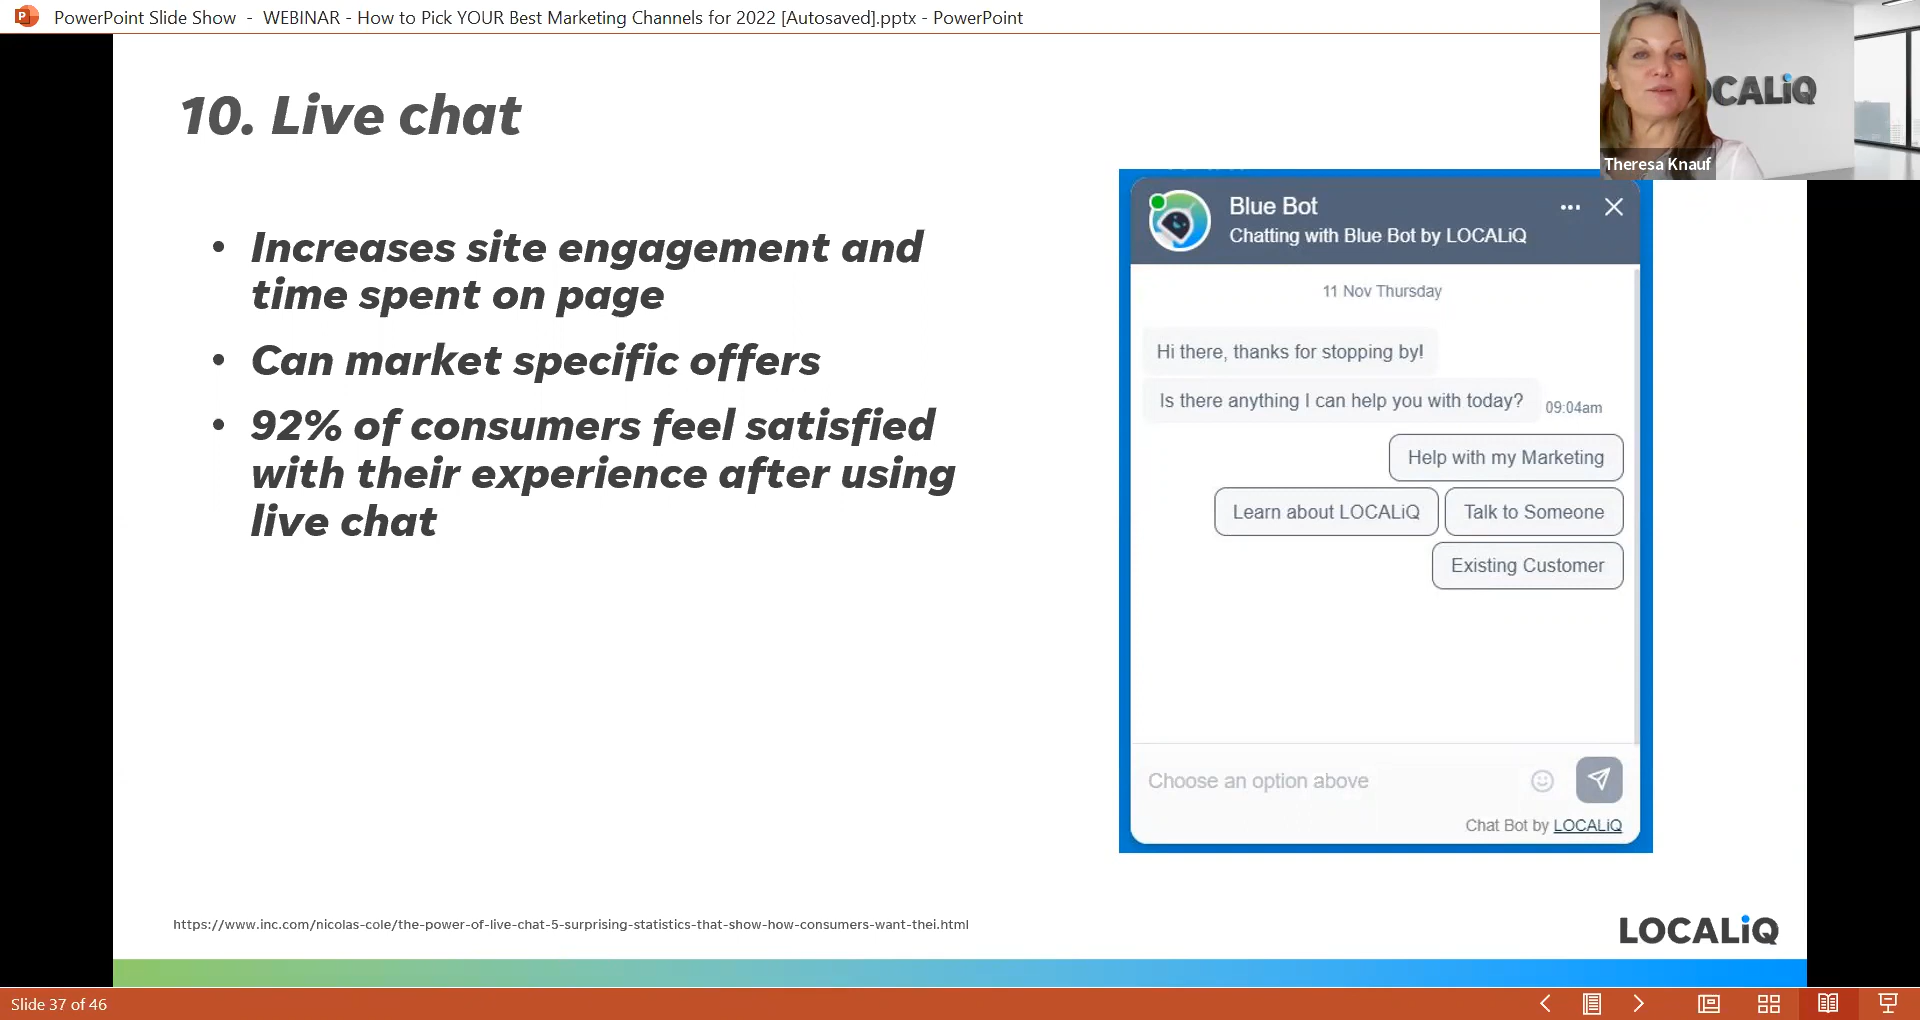 PowerPoint Slide Show - WEBINAR - How to Pick YOUR Best Marketing Channels for 2022 [Autosaved].pptx - PowerPoint
OCALiQ
Theresa Knauf
10. Live chat
• Increases site engagement and
time spent on page
• Can market specific offers
• 92% of consumers feel satisfied
with their experience after using
live chat
Blue Bot
Chatting with Blue Bot by LOCALiQ
11 Nov Thursday
Hi there, thanks for stopping by!
Is there anything I can help you with today?
09:04am
Help with my Marketing
Learn about LOCALiQ
Talk to Someone
Existing Customer
Choose an option above
Chat Bot by LOCALiQ
https://www.inc.com/nicolas-cole/the-power-of-live-chat-5-surprising-statistics-that-show-how-consumers-want-thei.html
LOCALiQ
Slide 37 of 46